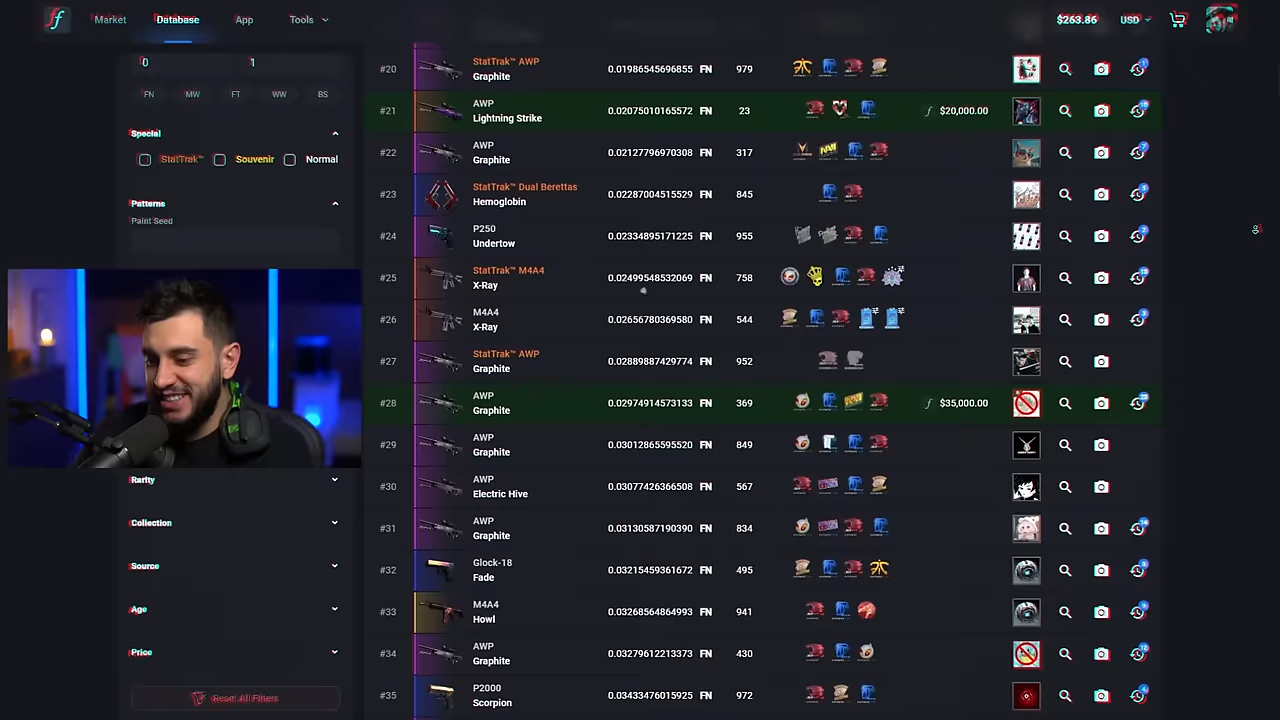 Market Database App Tools $263.86 USD
0 1
FN MW FT WW BS
Special
StatTrak™ Souvenir Normal
Patterns
Paint Seed
Rarity
Collection
Source
Age
Price
Reset All Filters
#20 StatTrak™ AWP Graphite 0.01986545696855 FN 979
#21 AWP Lightning Strike 0.02075010165572 FN 23 $20,000.00
#22 AWP Graphite 0.02127796970308 FN 317
#23 StatTrak™ Dual Berettas Hemoglobin 0.02287004515529 FN 845
#24 P250 Undertow 0.02334895171225 FN 955
#25 StatTrak™ M4A4 X-Ray 0.02499548532069 FN 758
#26 M4A4 X-Ray 0.02656780369580 FN 544
#27 StatTrak™ AWP Graphite 0.02889887429774 FN 952
#28 AWP Graphite 0.02974914573133 FN 369 $35,000.00
#29 AWP Graphite 0.03012865595520 FN 849
#30 AWP Electric Hive 0.03077426366508 FN 567
#31 AWP Graphite 0.03130587190390 FN 834
#32 Glock-18 Fade 0.03215459361672 FN 495
#33 M4A4 Howl 0.03268564864993 FN 941
#34 AWP Graphite 0.03279612213373 FN 430
#35 P2000 Scorpion 0.03433476015925 FN 972